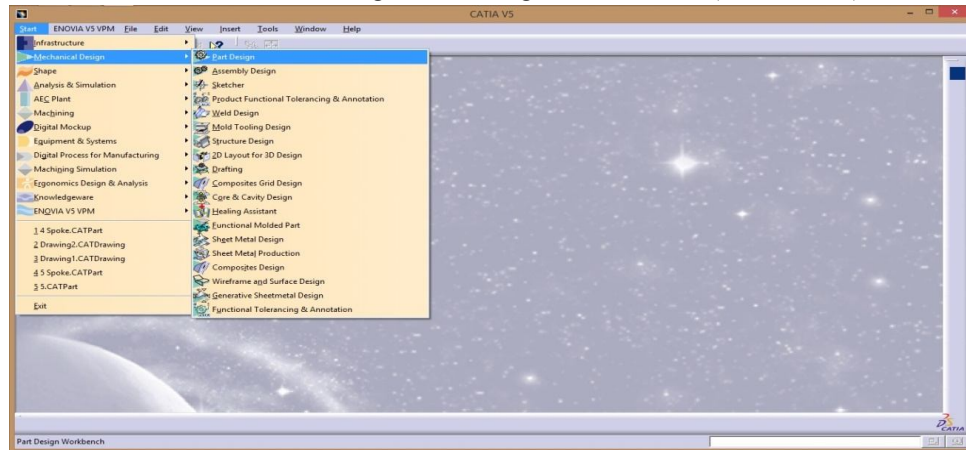 CATIA V5
Start ENOVIA V5 VPM File Edit View Insert Tools Window Help
Infrastructure
Mechanical Design
Shape
Analysis & Simulation
AEC Plant
Machining
Digital Mockup
Equipment & Systems
Digital Process for Manufacturing
Machining Simulation
Ergonomics Design & Analysis
Knowledgeware
ENOVIA V5 VPM
1 4 Spoke.CATPart
2 Drawing2.CATDrawing
3 Drawing1.CATDrawing
4 5 Spoke.CATPart
5 5.CATPart
Exit
Part Design
Assembly Design
Sketcher
Product Functional Tolerancing & Annotation
Weld Design
Mold Tooling Design
Structure Design
2D Layout for 3D Design
Drafting
Composites Grid Design
Core & Cavity Design
Healing Assistant
Functional Molded Part
Sheet Metal Design
Sheet Metal Production
Composites Design
Wireframe and Surface Design
Generative Sheetmetal Design
Functional Tolerancing & Annotation
CATIA
Part Design Workbench